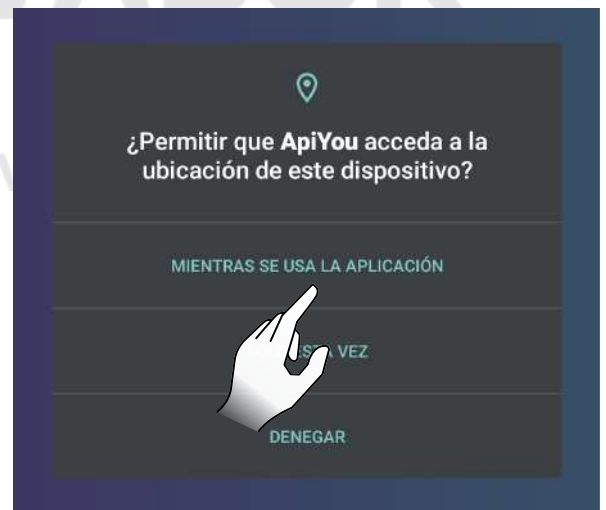 ¿Permitir que ApiYou acceda a la
ubicación de este dispositivo?
MIENTRAS SE USA LA APLICACIÓN
VEZ
DENEGAR